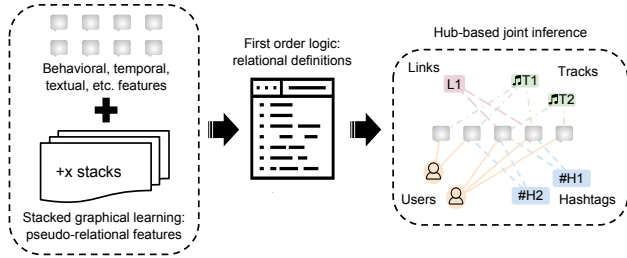 Behavioral, temporal,
textual, etc. features
+x stacks
Stacked graphical learning:
pseudo-relational features
First order logic:
relational definitions
Hub-based joint inference
Links
Tracks
L1
♫T1
♫T2
#H1
#H2
Users
Hashtags